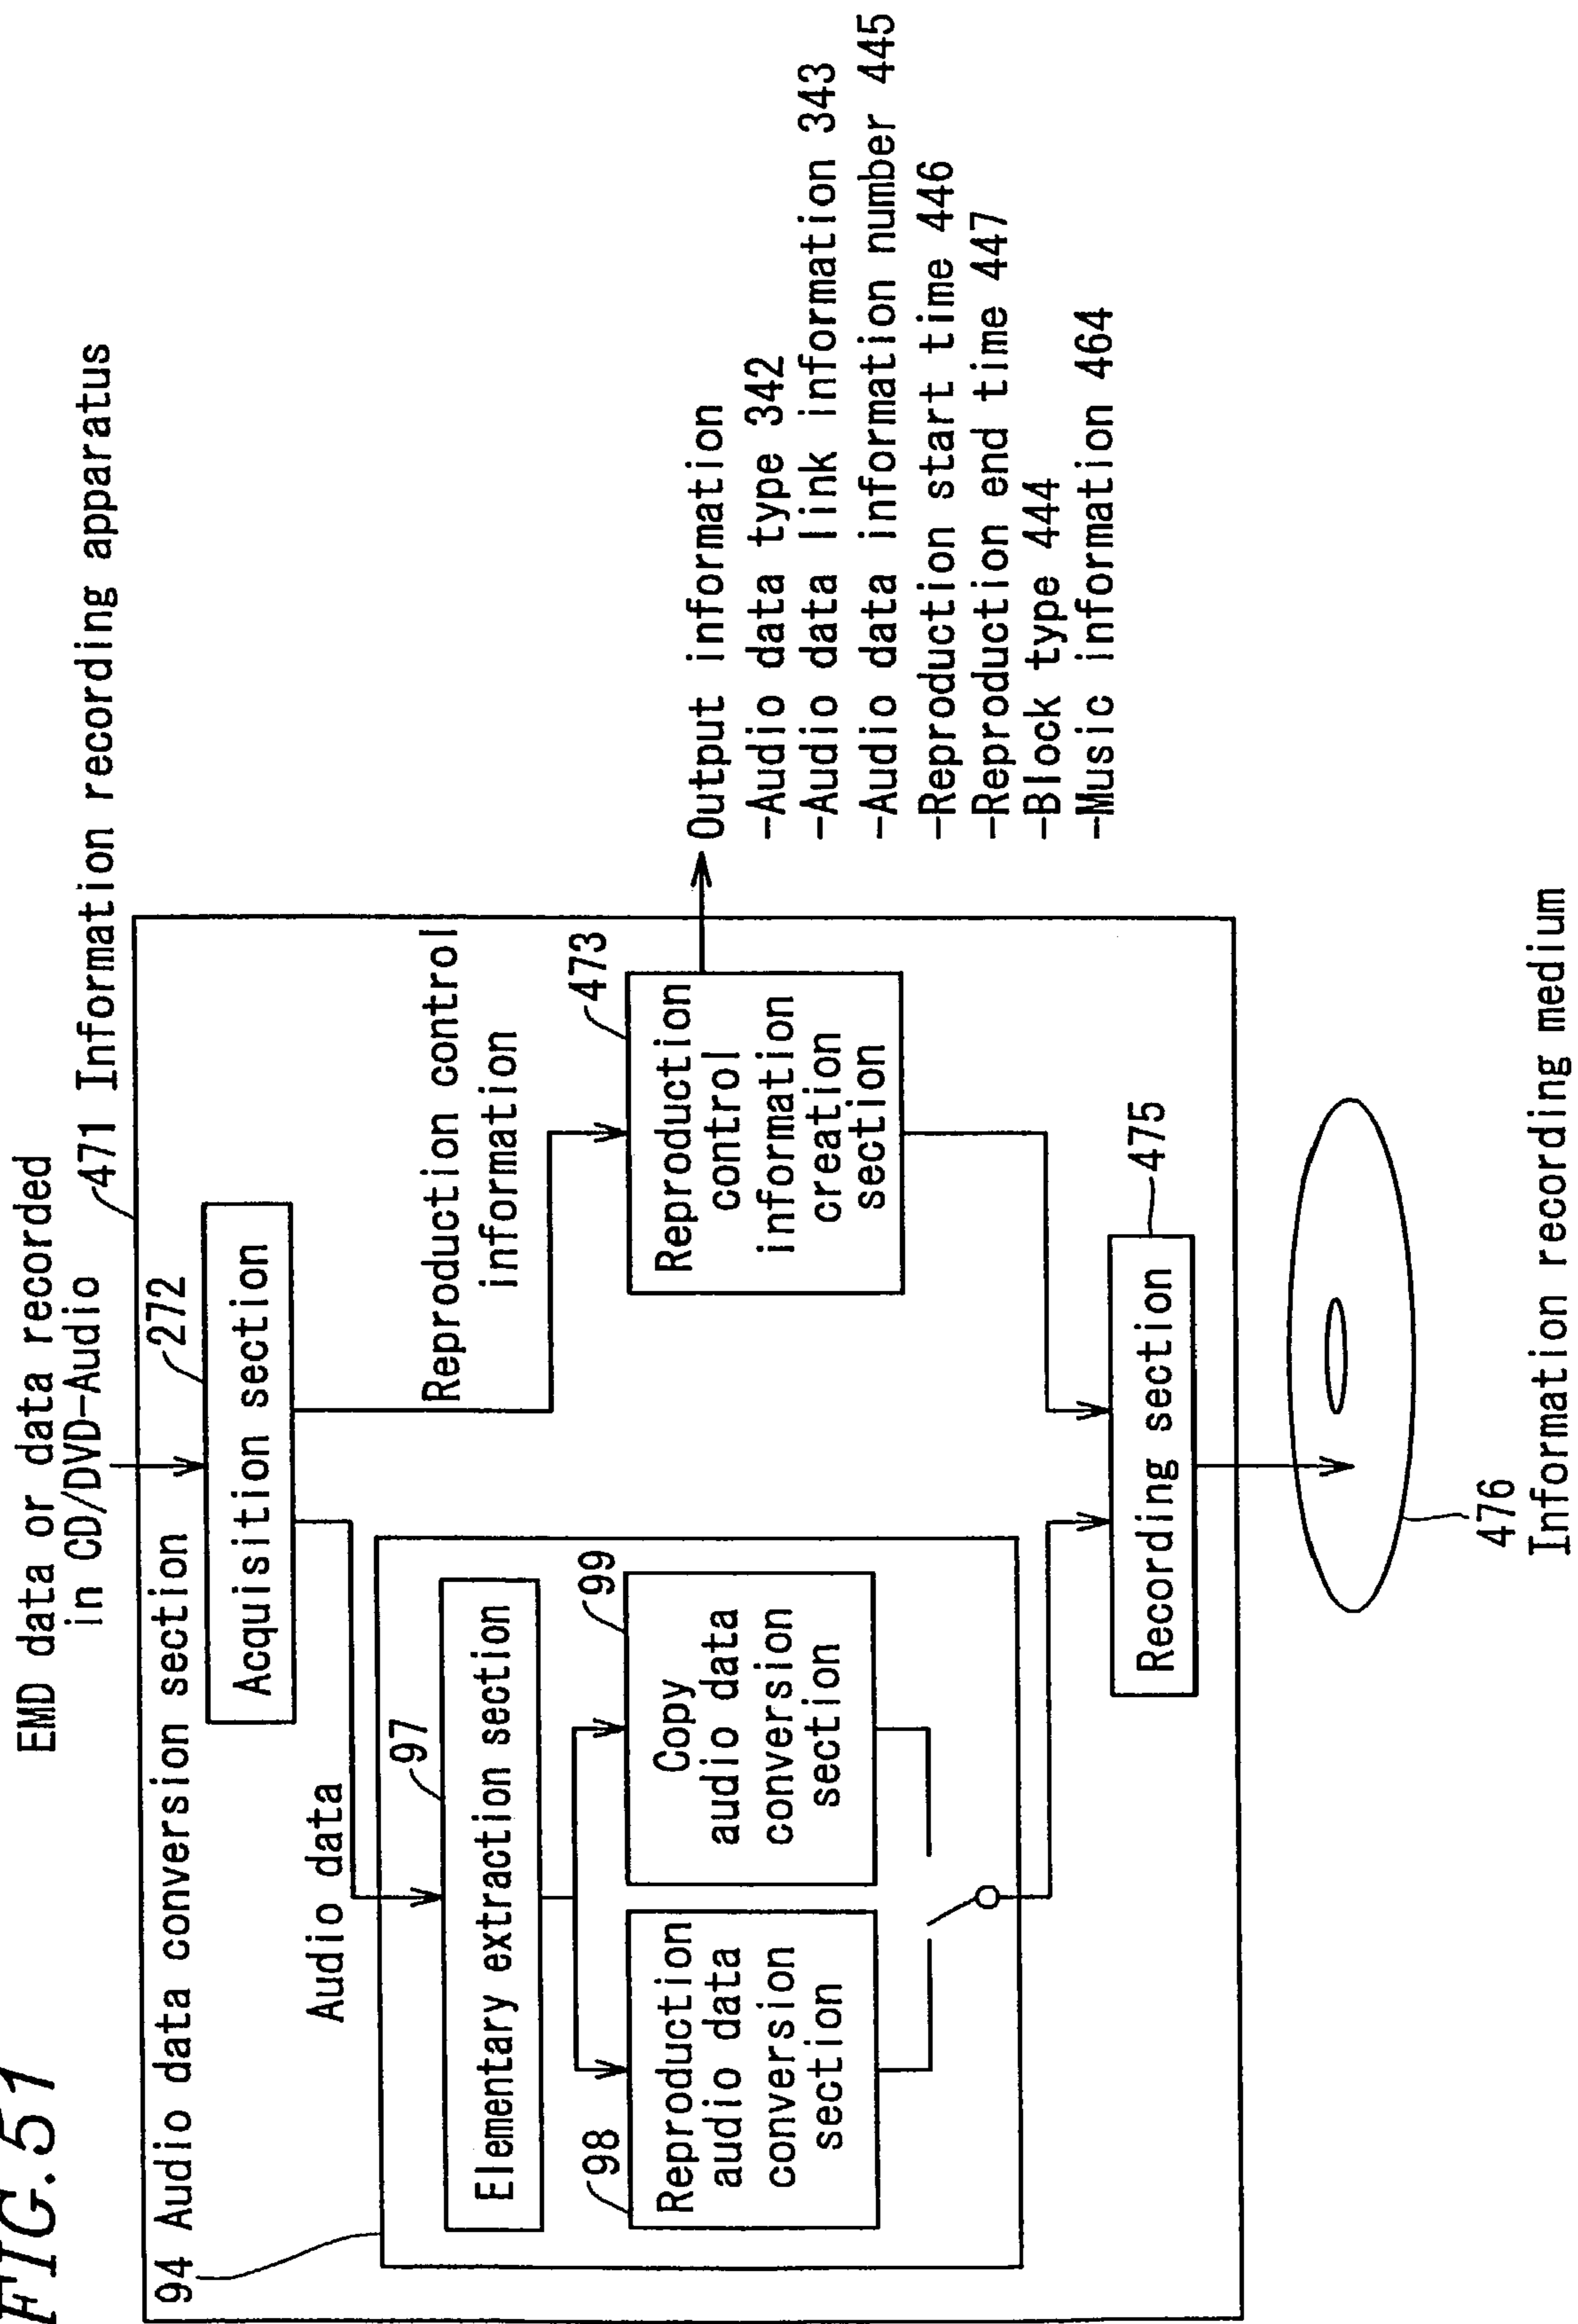 FIG.51
EMD data or data recorded
in CD/DVD-Audio
471 Information recording apparatus
94 Audio data conversion section
272
Acquisition section
Audio data
Reproduction control
information
97
Elementary extraction section
98
Reproduction
audio data
conversion
section
99
Copy
audio data
conversion
section
473
Reproduction
control
information
creation
section
Output information
-Audio data type 342
-Audio data link information 343
-Audio data information number 445
-Reproduction start time 446
-Reproduction end time 447
-Block type 444
-Music information 464
475
Recording section
476
Information recording medium